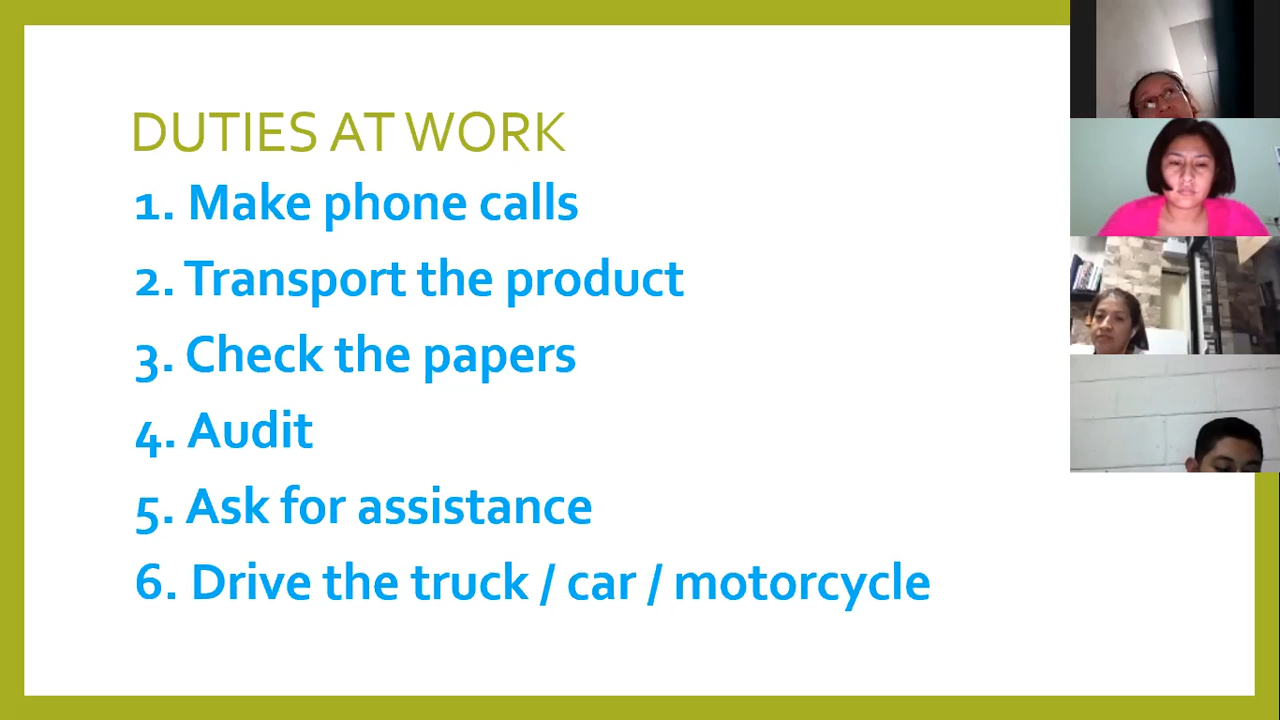 DUTIES AT WORK
1. Make phone calls
2. Transport the product
3. Check the papers
4. Audit
5. Ask for assistance
6. Drive the truck / car / motorcycle